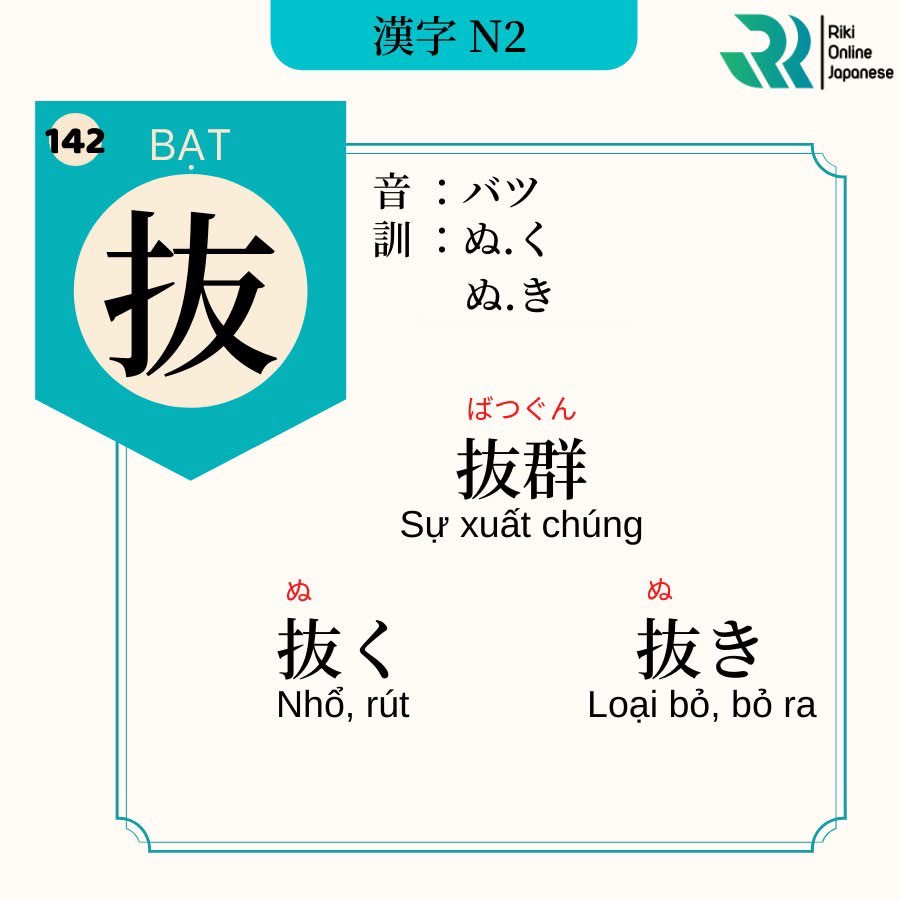 漢字 N2
Riki
Online
Japanese
142
BẠT
抜
音：バツ
訓：ぬ.く
ぬ.き
ばつぐん
抜群
Sự xuất chúng
ぬ
抜く
Nhổ, rút
ぬ
抜き
Loại bỏ, bỏ ra